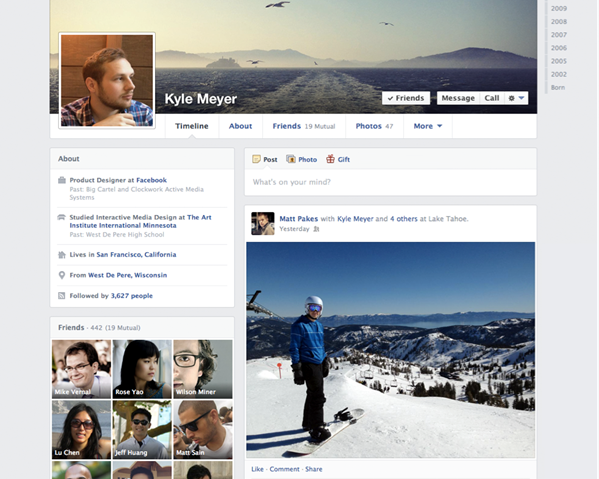 2009
2008
2007
2006
2005
2002
Born
Kyle Meyer
Friends
Message
Call
Timeline
About
Friends 19 Mutual
Photos 47
More
About
Product Designer at Facebook
Past: Big Cartel and Clockwork Active Media
Systems
Studied Interactive Media Design at The Art
Institute International Minnesota
Past: West De Pere High School
Lives in San Francisco, California
From West De Pere, Wisconsin
Followed by 3,627 people
Friends · 442 (19 Mutual)
Mike Vernal
Rose Yao
Wilson Miner
Lu Chen
Jeff Huang
Matt Sain
Post
Photo
Gift
What's on your mind?
Matt Pakes with Kyle Meyer and 4 others at Lake Tahoe.
Yesterday
Like · Comment · Share